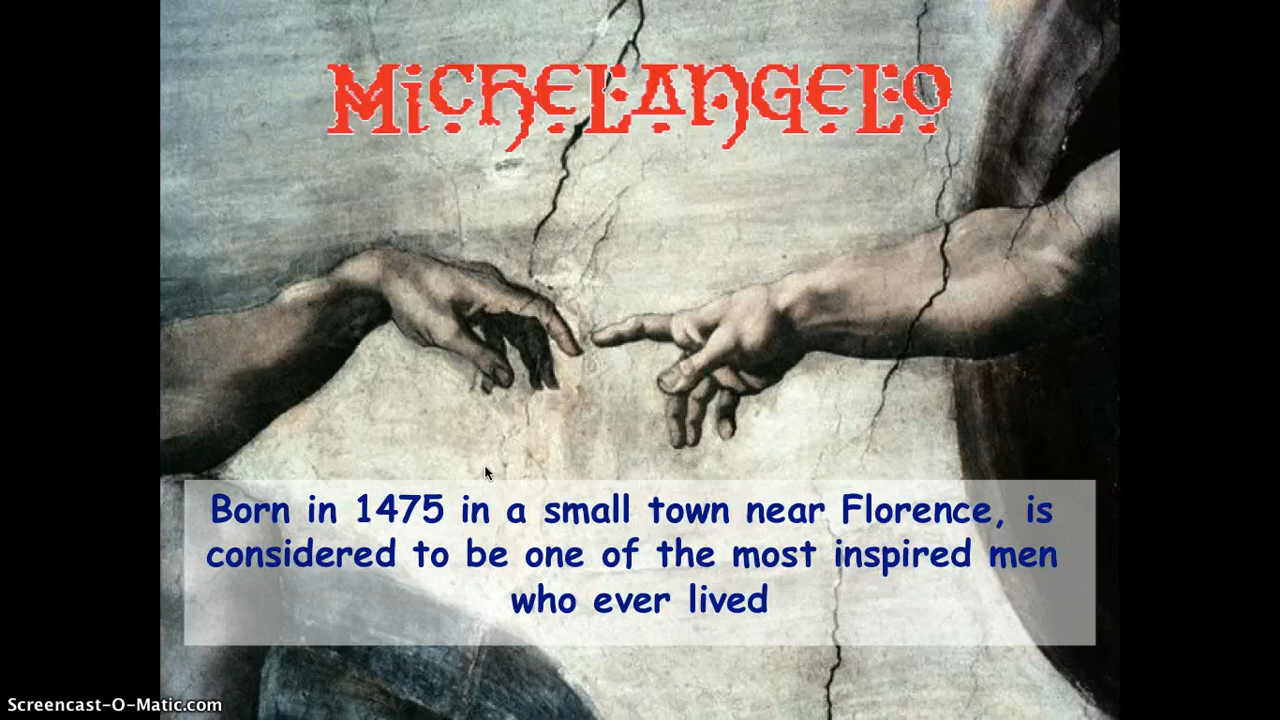 MiCHELANGELO
Born in 1475 in a small town near Florence, is
considered to be one of the most inspired men
who ever lived
Screencast-O-Matic.com